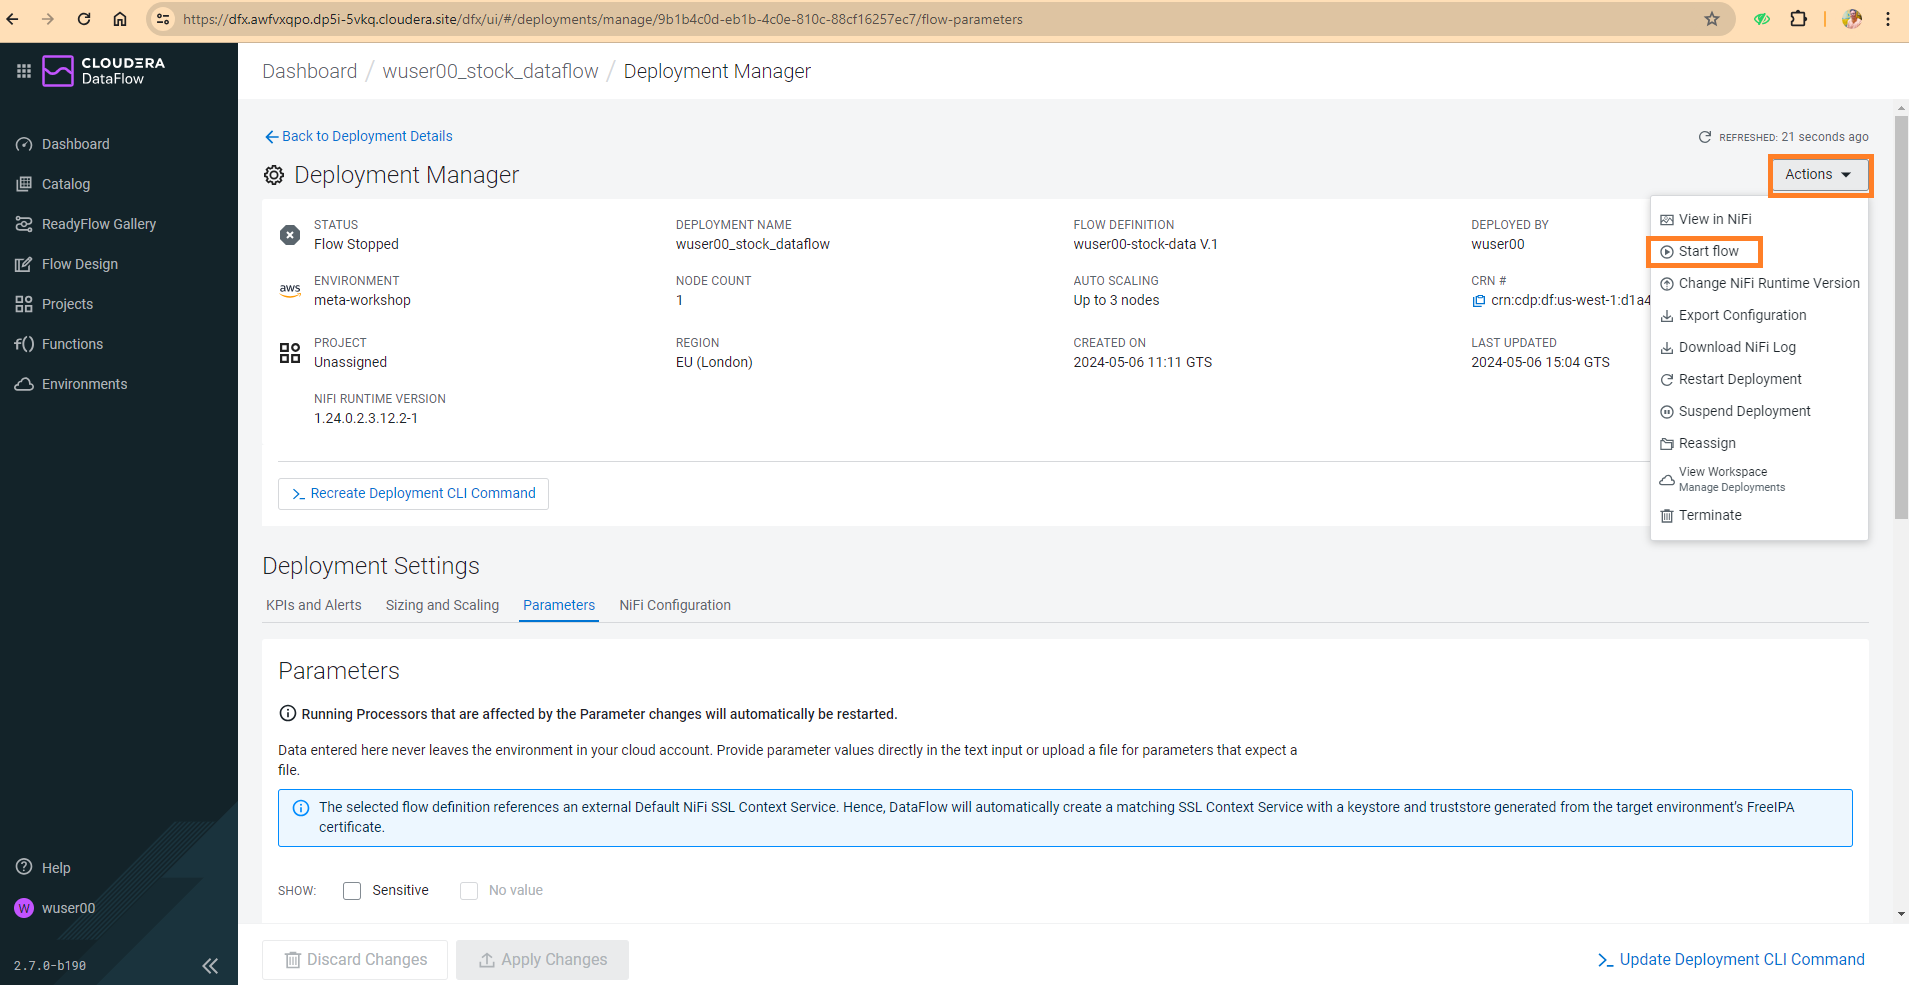 https://dfx.awfvxqpo.dp5i-5vkq.cloudera.site/dfx/ui/#/deployments/manage/9b1b4c0d-eb1b-4c0e-810c-88cf16257ec7/flow-parameters
CLOUDERA
DataFlow
Dashboard
Catalog
ReadyFlow Gallery
Flow Design
Projects
f() Functions
Environments
Help
W wuser00
2.7.0-b190
Dashboard / wuser00_stock_dataflow / Deployment Manager
Back to Deployment Details
REFRESHED: 21 seconds ago
Deployment Manager
Actions
STATUS
Flow Stopped
DEPLOYMENT NAME
wuser00_stock_dataflow
FLOW DEFINITION
wuser00-stock-data V.1
DEPLOYED BY
wuser00
aws
ENVIRONMENT
meta-workshop
NODE COUNT
1
AUTO SCALING
Up to 3 nodes
CRN #
crn:cdp:df:us-west-1:d1a4
PROJECT
Unassigned
REGION
EU (London)
CREATED ON
2024-05-06 11:11 GTS
LAST UPDATED
2024-05-06 15:04 GTS
NIFI RUNTIME VERSION
1.24.0.2.3.12.2-1
View in NiFi
Start flow
Change NiFi Runtime Version
Export Configuration
Download NiFi Log
Restart Deployment
Suspend Deployment
Reassign
View Workspace
Manage Deployments
Terminate
>_ Recreate Deployment CLI Command
Deployment Settings
KPIs and Alerts
Sizing and Scaling
Parameters
NiFi Configuration
Parameters
Running Processors that are affected by the Parameter changes will automatically be restarted.
Data entered here never leaves the environment in your cloud account. Provide parameter values directly in the text input or upload a file for parameters that expect a
file.
The selected flow definition references an external Default NiFi SSL Context Service. Hence, DataFlow will automatically create a matching SSL Context Service with a keystore and truststore generated from the target environment's FreeIPA
certificate.
SHOW: Sensitive No value
Discard Changes
Apply Changes
>_ Update Deployment CLI Command